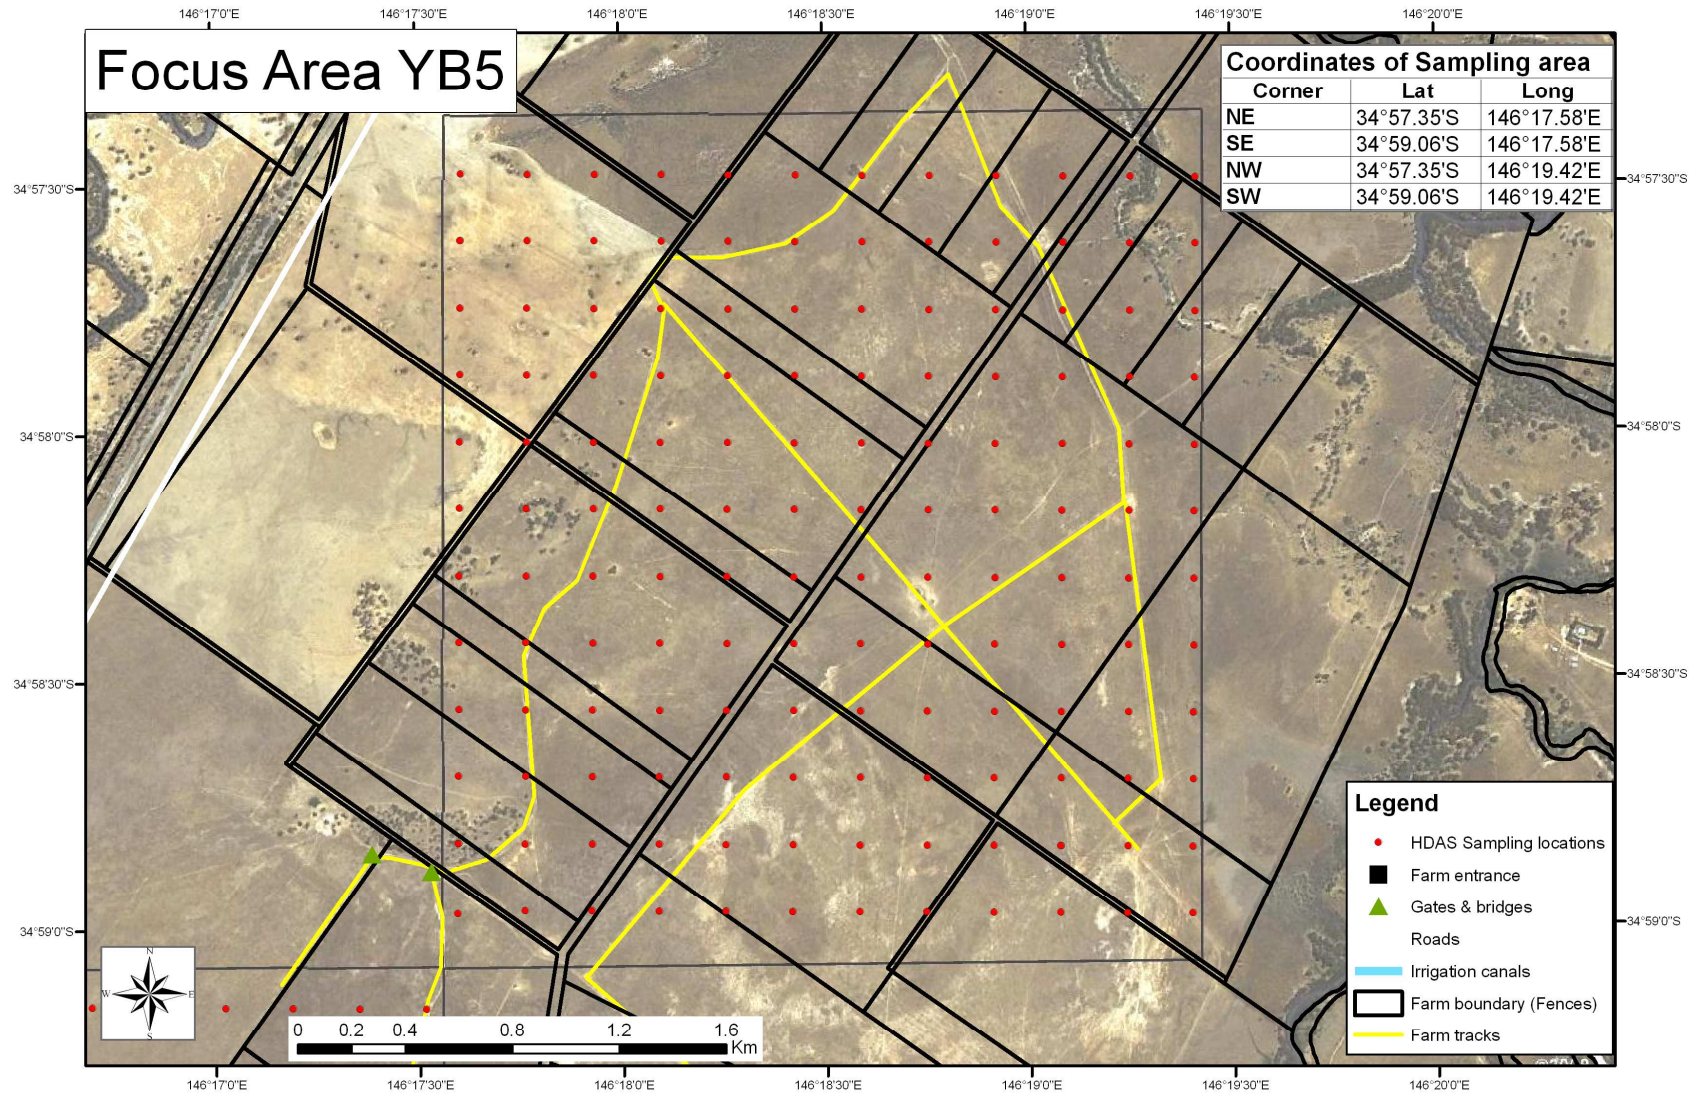 146°17'0"E 146°17'30"E 146°18'0"E 146°18'30"E 146°19'0"E 146°19'30"E 146°20'0"E
Focus Area YB5
Coordinates of Sampling area
Corner Lat Long
NE 34°57.35'S 146°17.58'E
SE 34°59.06'S 146°17.58'E
NW 34°57.35'S 146°19.42'E
SW 34°59.06'S 146°19.42'E
34°57'30"S 34°57'30"S
34°58'0"S 34°58'0"S
34°58'30"S 34°58'30"S
34°59'0"S 34°59'0"S
Legend
HDAS Sampling locations
Farm entrance
Gates & bridges
Roads
Irrigation canals
Farm boundary (Fences)
Farm tracks
N
W E
S
0 0.2 0.4 0.8 1.2 1.6
Km
146°17'0"E 146°17'30"E 146°18'0"E 146°18'30"E 146°19'0"E 146°19'30"E 146°20'0"E